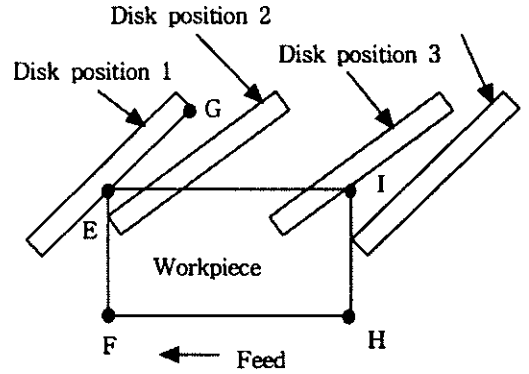 Disk position 2
Disk position 1
Disk position 3
G
E
I
Workpiece
F
H
Feed